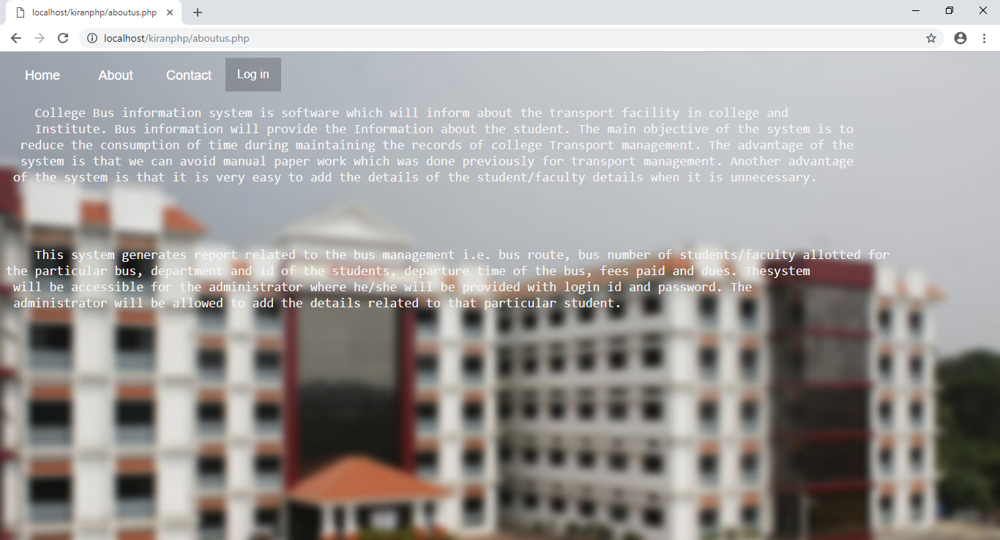 localhost/kiranphp/aboutus.php
localhost/kiranphp/aboutus.php
Home About Contact Log in
College Bus information system is software which will inform about the transport facility in college and
Institute. Bus information will provide the Information about the student. The main objective of the system is to
reduce the consumption of time during maintaining the records of college Transport management. The advantage of the
system is that we can avoid manual paper work which was done previously for transport management. Another advantage
of the system is that it is very easy to add the details of the student/faculty details when it is unnecessary.
This system generates report related to the bus management i.e. bus route, bus number of students/faculty allotted for
the particular bus, department and id of the students, departure time of the bus, fees paid and dues. Thesystem
will be accessible for the administrator where he/she will be provided with login id and password. The
administrator will be allowed to add the details related to that particular student.